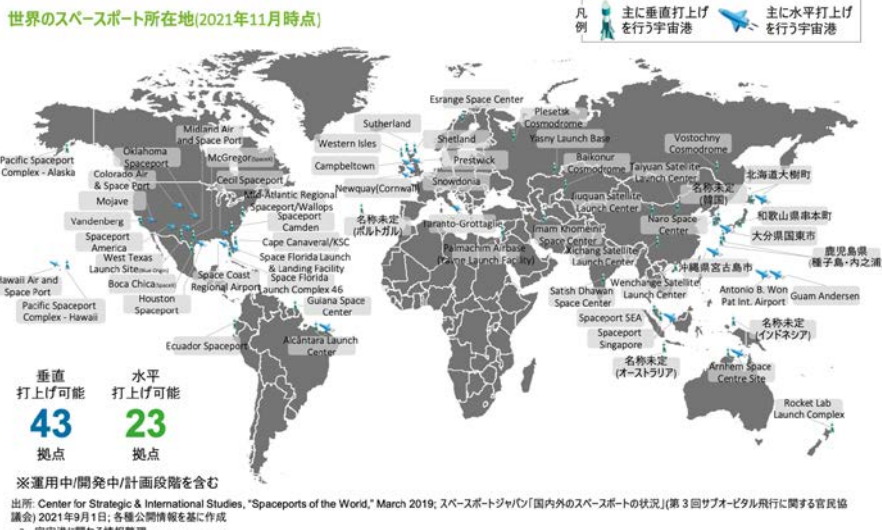 世界のスペースポート所在地(2021年11月時点)
凡
例
主に垂直打上げ
を行う宇宙港
主に水平打上げ
を行う宇宙港
Esrange Space Center
Plesetsk
Cosmodrome
Sutherland
Midland Air
and Space Port
Western Isles
Shetland
Yasny Launch Base
Vostochny
Cosmodrome
Pacific Spaceport
Complex - Alaska
Oklahoma
Spaceport
McGregor(SpaceX)
Campbeltown
Prestwick
Baikonur
Cosmodrome
Taiyuan Satellite
Launch Center
北海道大樹町
Colorado Air
& Space Port
Cecil Spaceport
Snowdonia
Mojave
Mid-Atlantic Regional
Spaceport/Wallops
Newquay(Cornwall)
Jiuquan Satellite
Launch Center
名称未定
(韓国)
和歌山県串本町
Vandenberg
Spaceport
Camden
名称未定
(ポルトガル)
Taranto-Grottaglie
Imam Khomeini
Space Center
Naro Space
Center
大分県国東市
Spaceport
America
Cape Canaveral/KSC
Palmachim Airbase
(Yavne Launch Facility)
Xichang Satellite
Launch Center
鹿児島県
(種子島・内之浦)
West Texas
Launch Site(Blue Origin)
Space Florida Launch
& Landing Facility
沖縄県宮古島市
Hawaii Air and
Space Port
Boca Chica(SpaceX)
Space Coast
Regional Airport
Space Florida
Launch Complex 46
Wenchang Satellite
Launch Center
Satish Dhawan
Space Center
Antonio B. Won
Pat Int. Airport
Guam Andersen
Pacific Spaceport
Complex - Hawaii
Houston
Spaceport
Guiana Space
Center
Spaceport SEA
Ecuador Spaceport
Alcântara Launch
Center
Spaceport
Singapore
名称未定
(インドネシア)
名称未定
(オーストラリア)
Arnhem Space
Centre Site
Rocket Lab
Launch Complex
垂直
打上げ可能
43
拠点
水平
打上げ可能
23
拠点
※運用中/開発中/計画段階を含む
出所: Center for Strategic & International Studies, "Spaceports of the World," March 2019; スペースポートジャパン「国内外のスペースポートの状況」(第3回サブオービタル飛行に関する官民協
議会) 2021年9月1日; 各種公開情報を基に作成